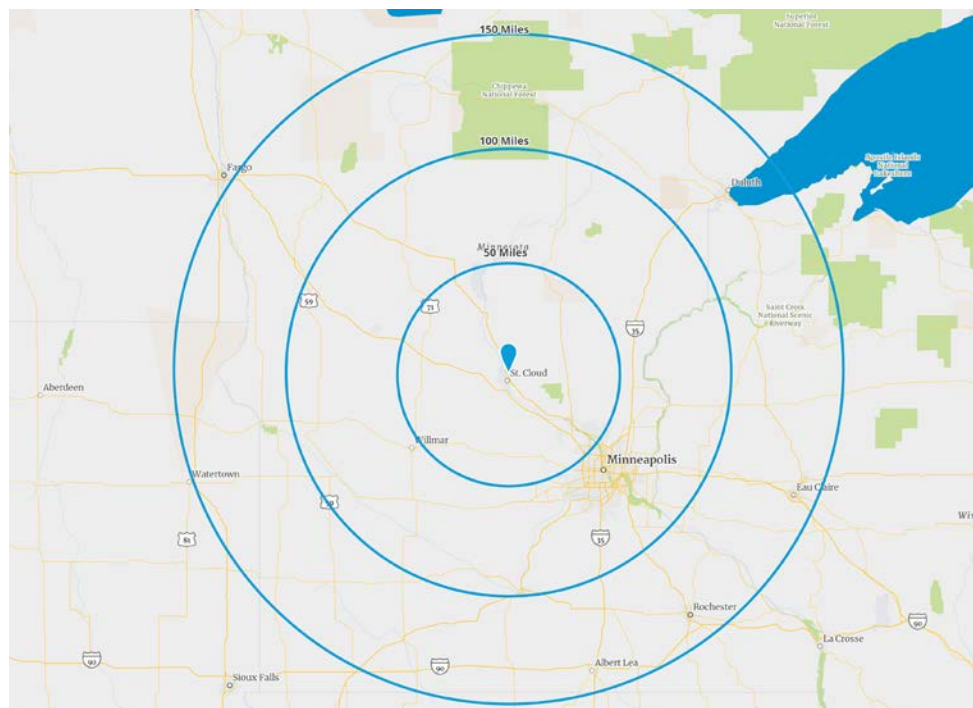 Superior
National Forest
150 Miles
Chippewa
National Forest
100 Miles
Apostle Islands
National
Lakeshore
Fargo
Duluth
Minnesota
50 Miles
59
71
Saint Croix
National Scenic
Riverway
35
St. Cloud
Aberdeen
Willmar
Minneapolis
Watertown
Eau Claire
Wis
81
35
Rochester
90
La Crosse
90
90
Albert Lea
Sioux Falls